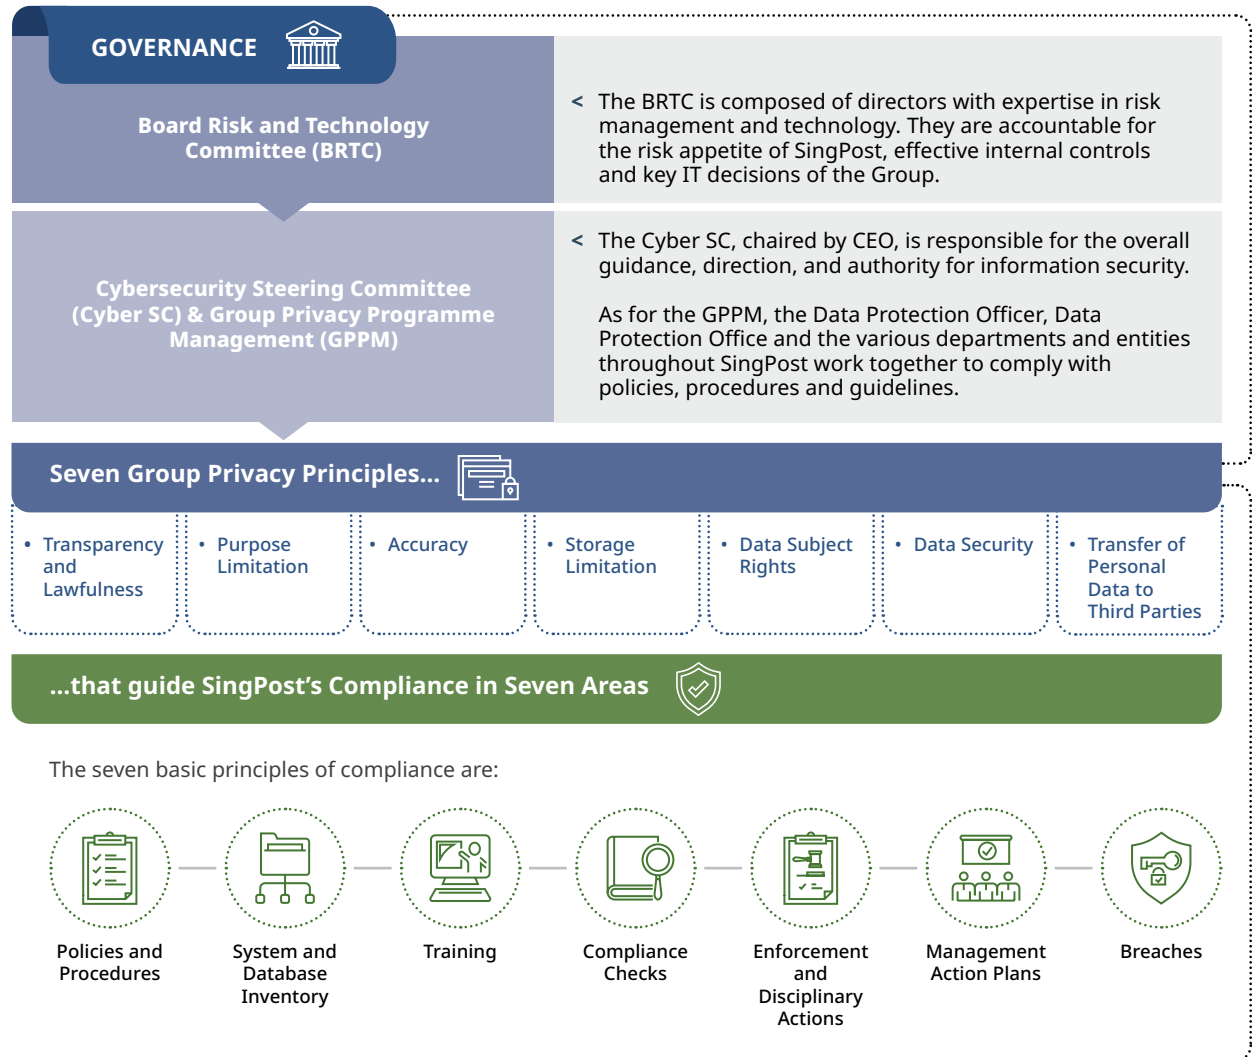 GOVERNANCE
Board Risk and Technology
Committee (BRTC)
< The BRTC is composed of directors with expertise in risk
management and technology. They are accountable for
the risk appetite of SingPost, effective internal controls
and key IT decisions of the Group.
Cybersecurity Steering Committee
(Cyber SC) & Group Privacy Programme
Management (GPPM)
< The Cyber SC, chaired by CEO, is responsible for the overall
guidance, direction, and authority for information security.
As for the GPPM, the Data Protection Officer, Data
Protection Office and the various departments and entities
throughout SingPost work together to comply with
policies, procedures and guidelines.
Seven Group Privacy Principles...
• Transparency
and
Lawfulness
• Purpose
Limitation
• Accuracy
• Storage
Limitation
• Data Subject
Rights
• Data Security
• Transfer of
Personal
Data to
Third Parties
...that guide SingPost’s Compliance in Seven Areas
The seven basic principles of compliance are:
Policies and
Procedures
System and
Database
Inventory
Training
Compliance
Checks
Enforcement
and
Disciplinary
Actions
Management
Action Plans
Breaches